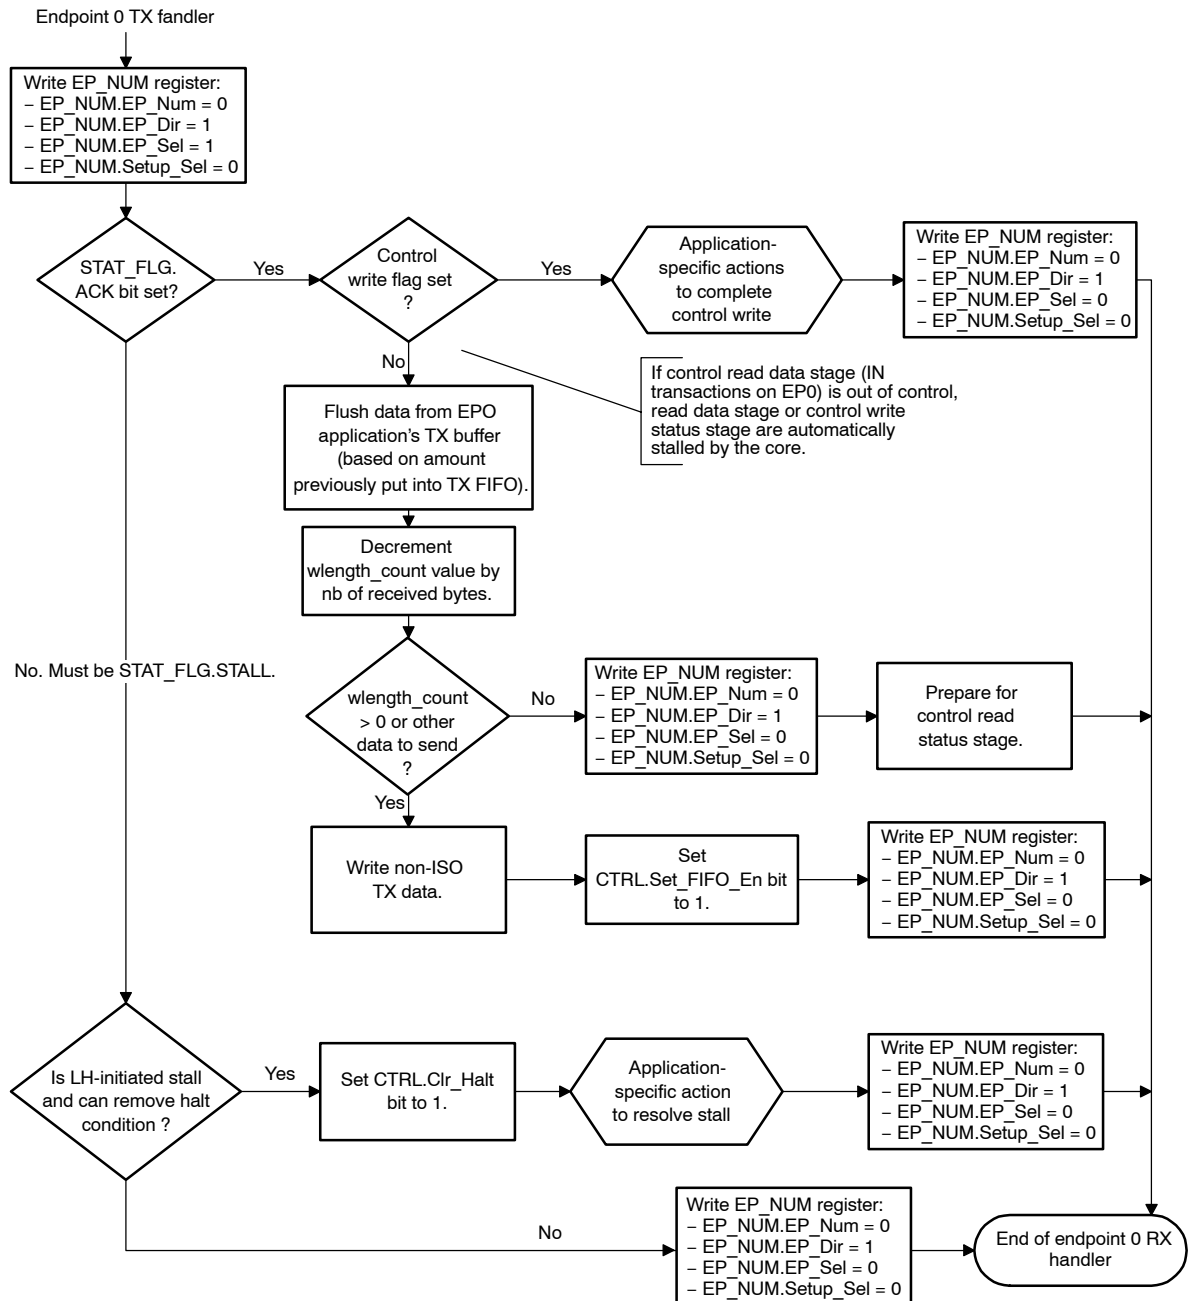 Endpoint 0 TX fandler
Write EP_NUM register:
– EP_NUM.EP_Num = 0
– EP_NUM.EP_Dir = 1
– EP_NUM.EP_Sel = 1
– EP_NUM.Setup_Sel = 0
STAT_FLG.
ACK bit set?
Yes
Control
write flag set
?
Yes
Application-
specific actions
to complete
control write
Write EP_NUM register:
– EP_NUM.EP_Num = 0
– EP_NUM.EP_Dir = 1
– EP_NUM.EP_Sel = 0
– EP_NUM.Setup_Sel = 0
No
If control read data stage (IN
transactions on EP0) is out of control,
read data stage or control write
status stage are automatically
stalled by the core.
Flush data from EPO
application's TX buffer
(based on amount
previously put into TX FIFO).
Decrement
wlength_count value by
nb of received bytes.
No. Must be STAT_FLG.STALL.
wlength_count
> 0 or other
data to send
?
No
Write EP_NUM register:
– EP_NUM.EP_Num = 0
– EP_NUM.EP_Dir = 1
– EP_NUM.EP_Sel = 0
– EP_NUM.Setup_Sel = 0
Prepare for
control read
status stage.
Yes
Write non-ISO
TX data.
Set
CTRL.Set_FIFO_En bit
to 1.
Write EP_NUM register:
– EP_NUM.EP_Num = 0
– EP_NUM.EP_Dir = 1
– EP_NUM.EP_Sel = 0
– EP_NUM.Setup_Sel = 0
Is LH-initiated stall
and can remove halt
condition ?
Yes
Set CTRL.Clr_Halt
bit to 1.
Application-
specific action
to resolve stall
Write EP_NUM register:
– EP_NUM.EP_Num = 0
– EP_NUM.EP_Dir = 1
– EP_NUM.EP_Sel = 0
– EP_NUM.Setup_Sel = 0
No
Write EP_NUM register:
– EP_NUM.EP_Num = 0
– EP_NUM.EP_Dir = 1
– EP_NUM.EP_Sel = 0
– EP_NUM.Setup_Sel = 0
End of endpoint 0 RX
handler